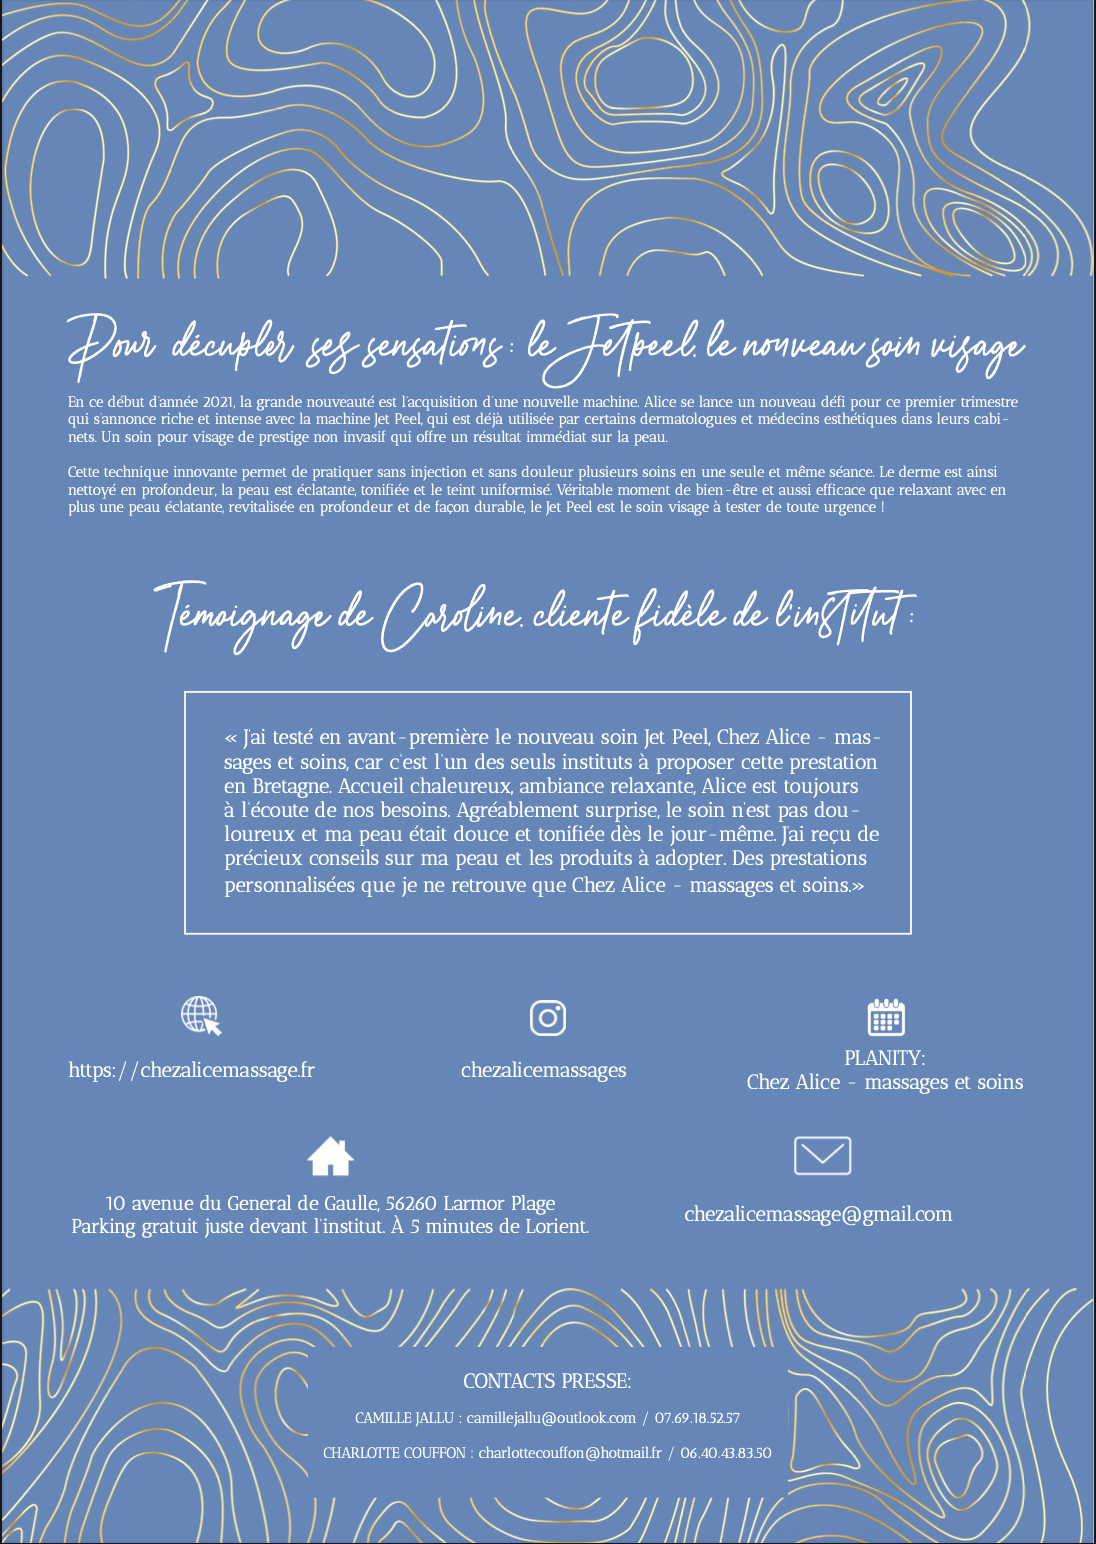 Pour décupler ses sensations : le Jetpeel, le nouveau soin visage
En ce début d'année 2021, la grande nouveauté est l'acquisition d'une nouvelle machine. Alice se lance un nouveau défi pour ce premier trimestre
qui s'annonce riche et intense avec la machine Jet Peel, qui est déjà utilisée par certains dermatologues et médecins esthétiques dans leurs cabi-
nets. Un soin pour visage de prestige non invasif qui offre un résultat immédiat sur la peau.
Cette technique innovante permet de pratiquer sans injection et sans douleur plusieurs soins en une seule et même séance. Le derme est ainsi
nettoyé en profondeur, la peau est éclatante, tonifiée et le teint uniformisé. Véritable moment de bien-être et aussi efficace que relaxant avec en
plus une peau éclatante, revitalisée en profondeur et de façon durable, le Jet Peel est le soin visage à tester de toute urgence !
Témoignage de Caroline, cliente fidèle de l'institut :
« J'ai testé en avant-première le nouveau soin Jet Peel, Chez Alice - mas-
sages et soins, car c'est l'un des seuls instituts à proposer cette prestation
en Bretagne. Accueil chaleureux, ambiance relaxante, Alice est toujours
à l'écoute de nos besoins. Agréablement surprise, le soin n'est pas dou-
loureux et ma peau était douce et tonifiée dès le jour-même. J'ai reçu de
précieux conseils sur ma peau et les produits à adopter. Des prestations
personnalisées que je ne retrouve que Chez Alice - massages et soins.»
https://chezalicemassage.fr
chezalicemassages
PLANITY:
Chez Alice - massages et soins
10 avenue du General de Gaulle, 56260 Larmor Plage
Parking gratuit juste devant l'institut. À 5 minutes de Lorient.
chezalicemassage@gmail.com
CONTACTS PRESSE:
CAMILLE JALLU : camillejallu@outlook.com / 07.69.18.52.57
CHARLOTTE COUFFON : charlottecouffon@hotmail.fr / 06.40.43.83.50